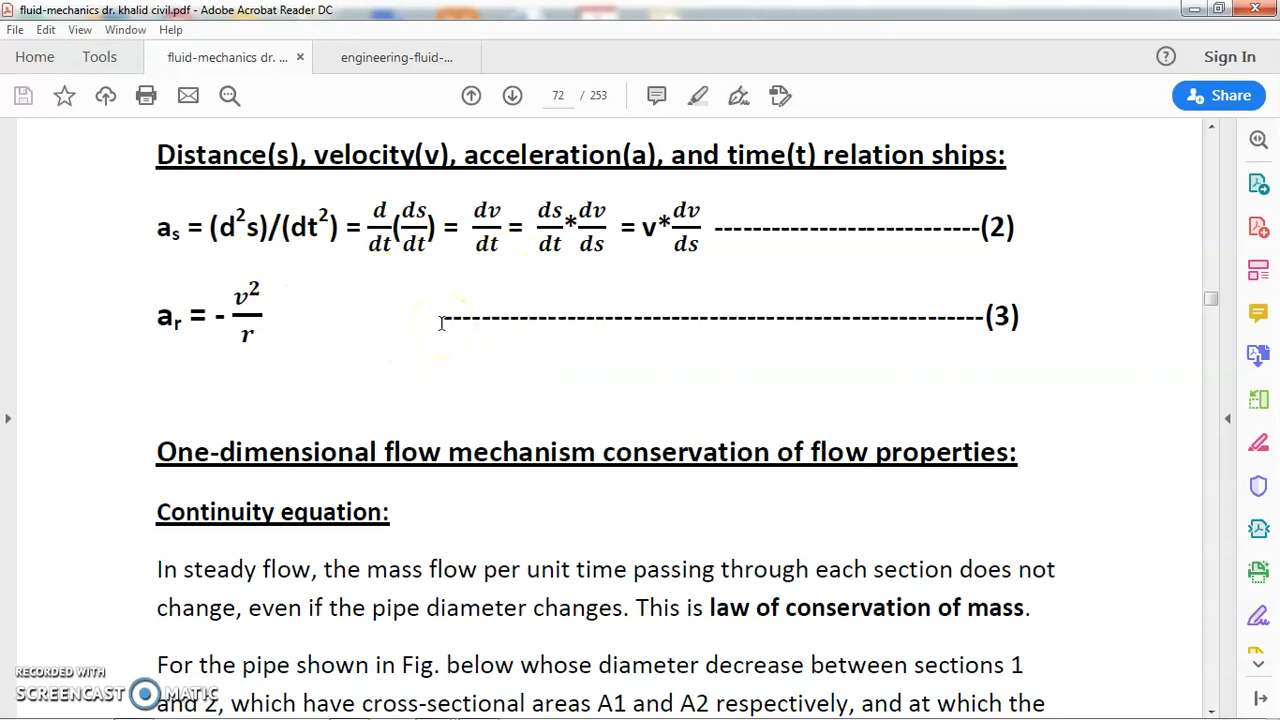 fluid-mechanics dr. khalid civil.pdf - Adobe Acrobat Reader DC
File Edit View Window Help
Home Tools fluid-mechanics dr. ... × engineering-fluid-... ? Sign In
72 / 253 Share
Distance(s), velocity(v), acceleration(a), and time(t) relation ships:
as = (d²s)/(dt²) = d/dt(ds/dt) = dv/dt = ds/dt*dv/ds = v*dv/ds ----------------------------(2)
ar = - v²/r ---------------------------------------------------------(3)
One-dimensional flow mechanism conservation of flow properties:
Continuity equation:
In steady flow, the mass flow per unit time passing through each section does not
change, even if the pipe diameter changes. This is law of conservation of mass.
For the pipe shown in Fig. below whose diameter decrease between sections 1
and 2, which have cross-sectional areas A1 and A2 respectively, and at which the
RECORDED WITH
SCREENCAST MATIC